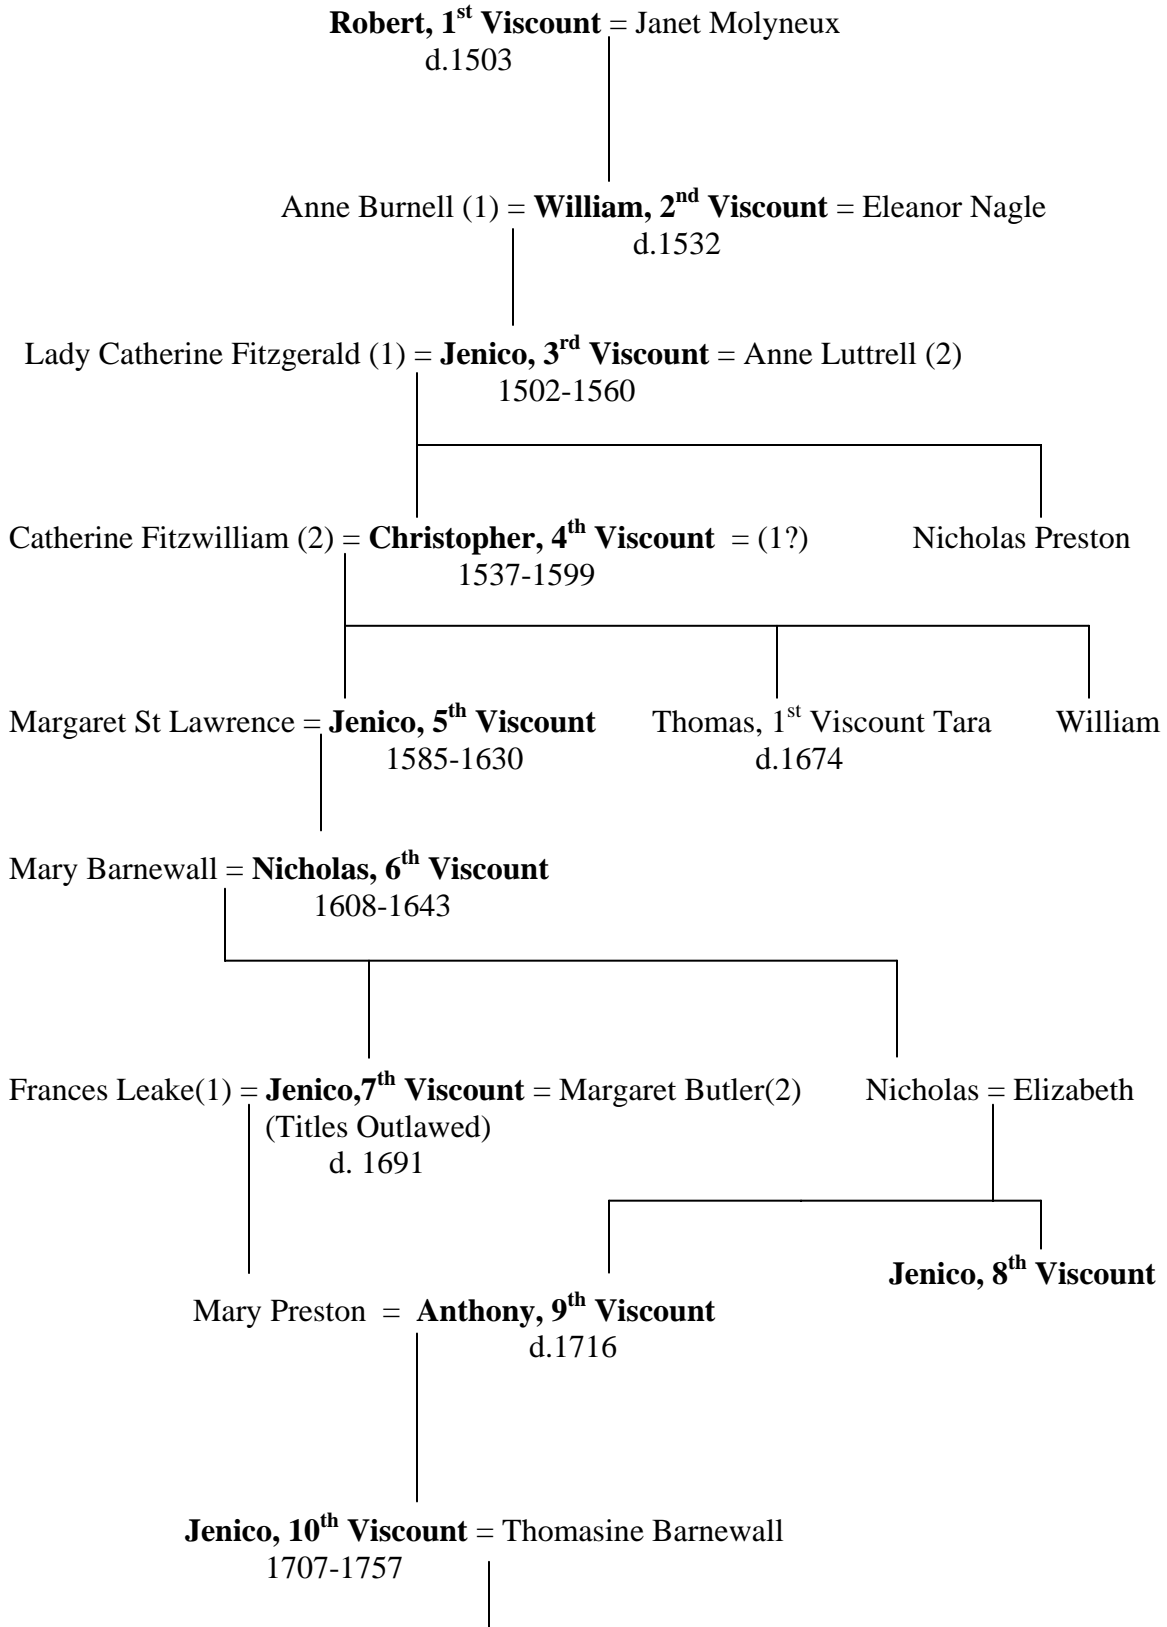 Robert, 1st Viscount = Janet Molyneux
d.1503
Anne Burnell (1) = William, 2nd Viscount = Eleanor Nagle
d.1532
Lady Catherine Fitzgerald (1) = Jenico, 3rd Viscount = Anne Luttrell (2)
1502-1560
Catherine Fitzwilliam (2) = Christopher, 4th Viscount = (1?) Nicholas Preston
1537-1599
Margaret St Lawrence = Jenico, 5th Viscount Thomas, 1st Viscount Tara William
1585-1630 d.1674
Mary Barnewall = Nicholas, 6th Viscount
1608-1643
Frances Leake(1) = Jenico,7th Viscount = Margaret Butler(2) Nicholas = Elizabeth
(Titles Outlawed)
d. 1691
Jenico, 8th Viscount
Mary Preston = Anthony, 9th Viscount
d.1716
Jenico, 10th Viscount = Thomasine Barnewall
1707-1757